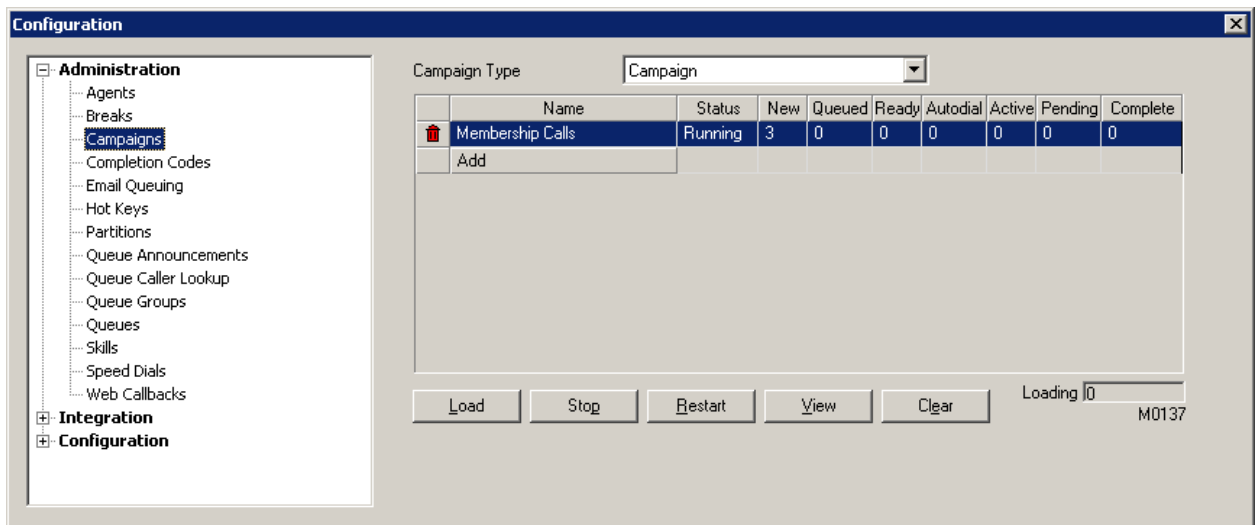 Configuration
Administration
Agents
Breaks
Campaigns
Completion Codes
Email Queuing
Hot Keys
Partitions
Queue Announcements
Queue Caller Lookup
Queue Groups
Queues
Skills
Speed Dials
Web Callbacks
Integration
Configuration
Campaign Type Campaign
Name Status New Queued Ready Autodial Active Pending Complete
Membership Calls Running 3 0 0 0 0 0 0
Add
Load Stop Restart View Clear Loading 0
M0137